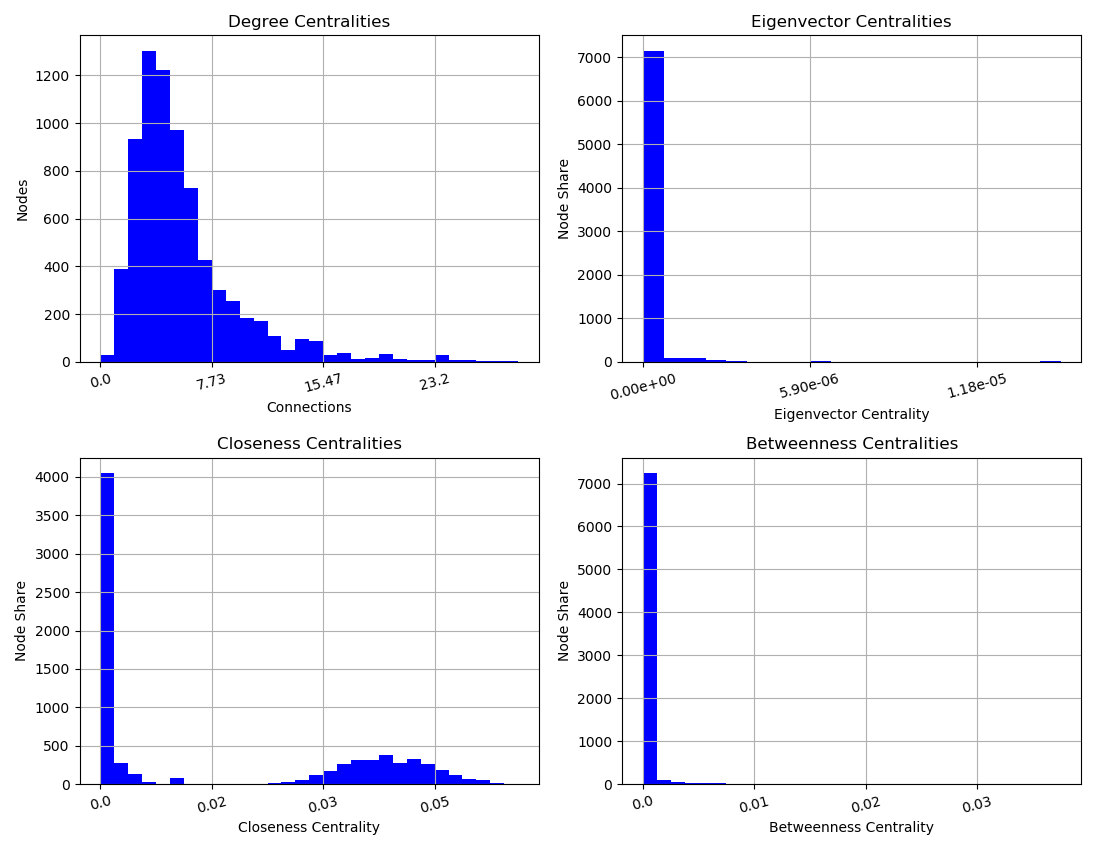 Degree Centralities
1200
1000
800
600
400
200
0
Nodes
0.0 7.73 15.47 23.2
Connections
Eigenvector Centralities
7000
6000
5000
4000
3000
2000
1000
0
Node Share
0.00e+00 5.90e-06 1.18e-05
Eigenvector Centrality
Closeness Centralities
4000
3500
3000
2500
2000
1500
1000
500
0
Node Share
0.0 0.02 0.03 0.05
Closeness Centrality
Betweenness Centralities
7000
6000
5000
4000
3000
2000
1000
0
Node Share
0.0 0.01 0.02 0.03
Betweenness Centrality